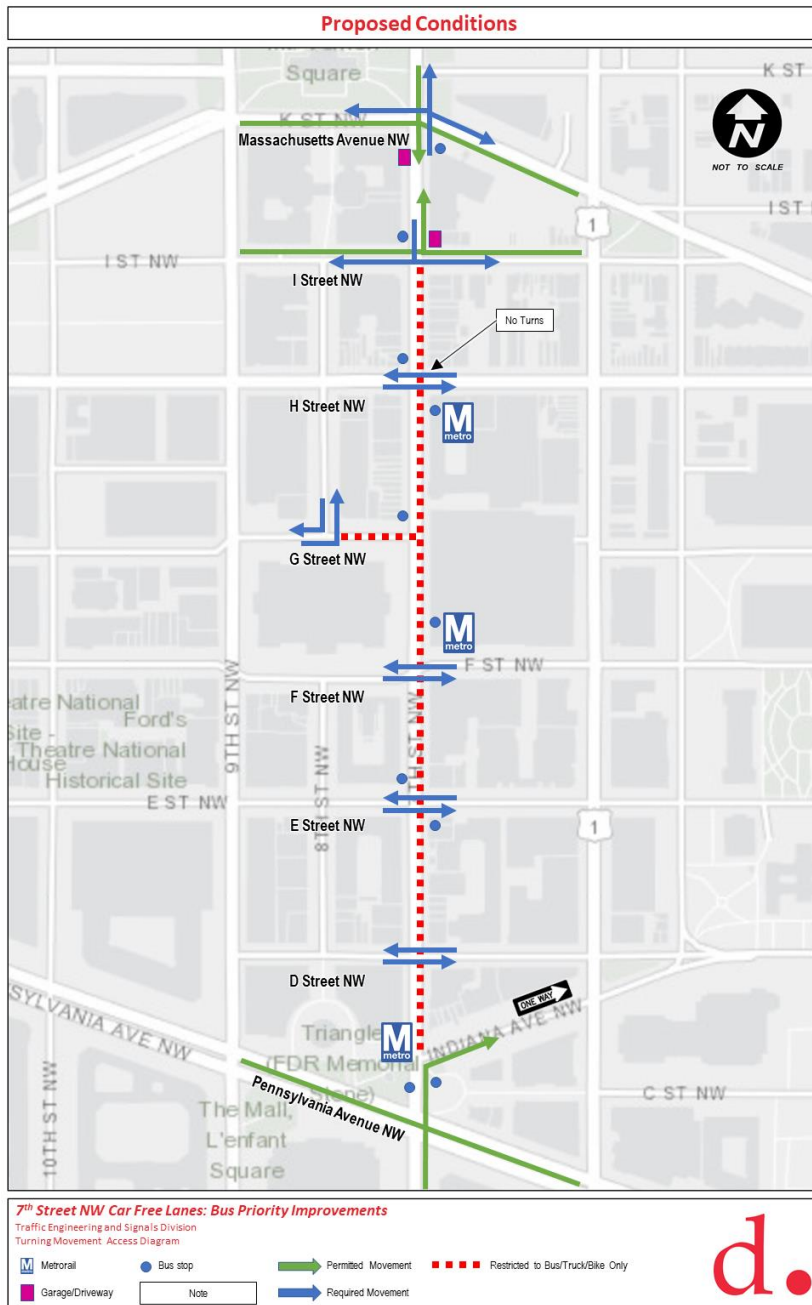 Proposed Conditions
Square
K ST
K ST NW
Massachusetts Avenue NW
N
NOT TO SCALE
I ST
1
I ST NW
I Street NW
No Turns
H Street NW
M
metro
G Street NW
M
metro
F ST NW
F Street NW
eatre National
Site -
Theatre National
House
Ford's
Historical Site
9TH ST NW
8TH ST NW
TH ST NW
E ST NW
E Street NW
1
D Street NW
ONE WAY
SYLVANIA AVE NW
M
metro
INDIANA AVE NW
Triangle
(FDR Memorial
Stone)
Pennsylvania Avenue NW
C ST NW
The Mall,
L'enfant
Square
10TH ST NW
7th Street NW Car Free Lanes: Bus Priority Improvements
Traffic Engineering and Signals Division
Turning Movement Access Diagram
M Metrorail
Bus stop
Permitted Movement
Restricted to Bus/Truck/Bike Only
Garage/Driveway
Note
Required Movement
d.